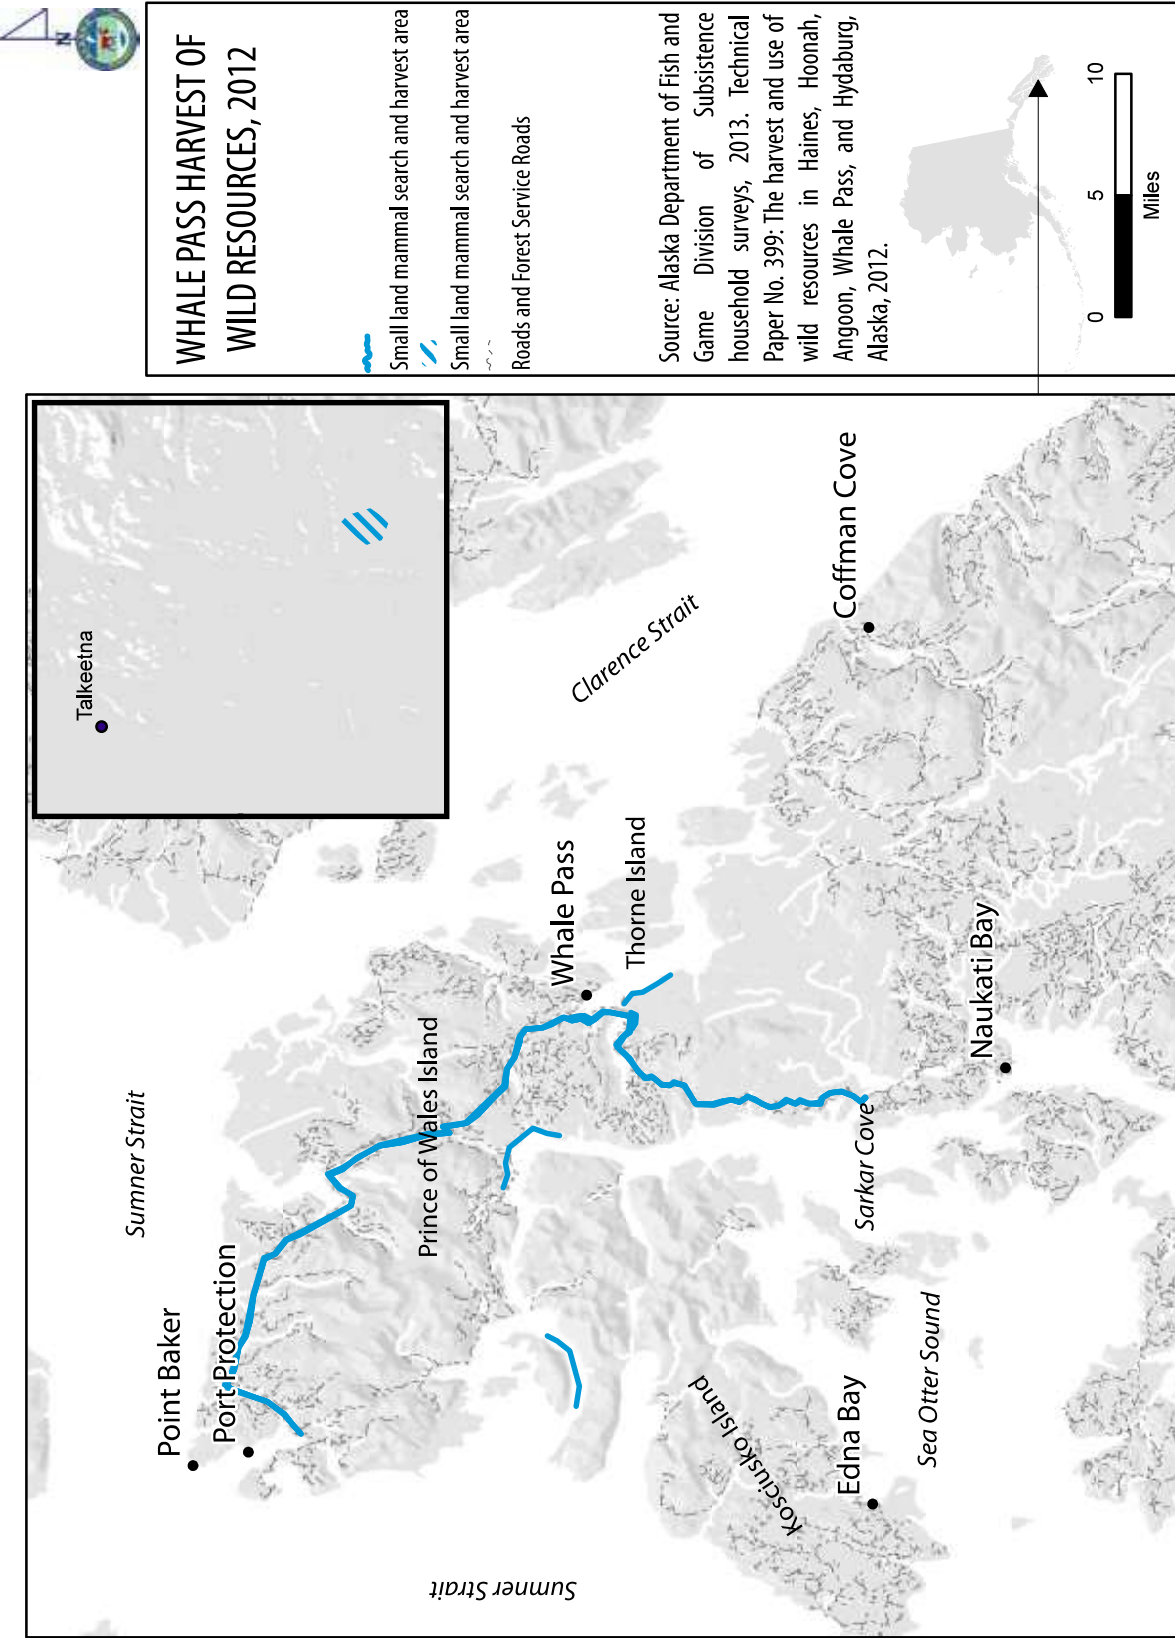 WHALE PASS HARVEST OF
WILD RESOURCES, 2012
Small land mammal search and harvest area
Small land mammal search and harvest area
Roads and Forest Service Roads
Source: Alaska Department of Fish and
Game Division of Subsistence
household surveys, 2013. Technical
Paper No. 399: The harvest and use of
wild resources in Haines, Hoonah,
Angoon, Whale Pass, and Hydaburg,
Alaska, 2012.
0 5 10
Miles
N
Talkeetna
Sumner Strait
Point Baker
Port Protection
Prince of Wales Island
Whale Pass
Thorne Island
Clarence Strait
Coffman Cove
Naukati Bay
Sarkar Cove
Sea Otter Sound
Edna Bay
Kosciusko Island
Sumner Strait